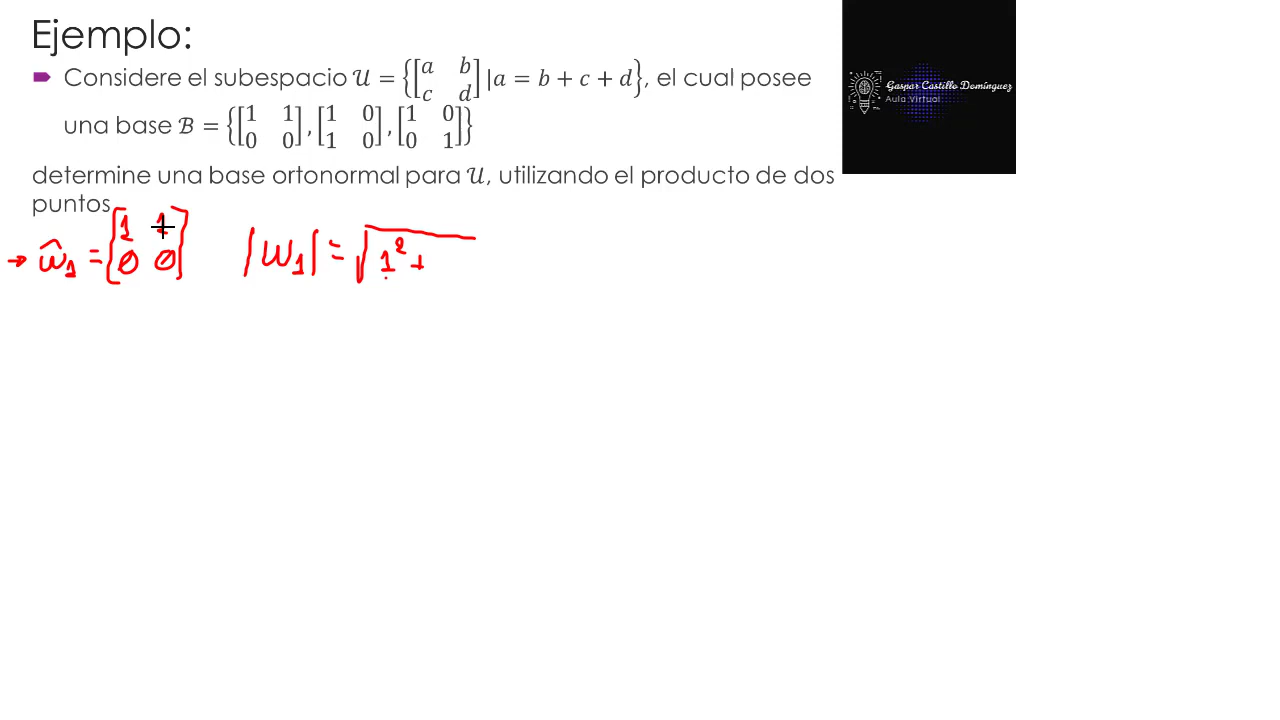 Ejemplo:
Considere el subespacio 𝒰 = {[a b; c d] | a = b + c + d}, el cual posee
una base ℬ = {[1 1; 0 0], [1 0; 1 0], [1 0; 0 1]}
determine una base ortonormal para 𝒰, utilizando el producto de dos
puntos
→ ŵ₁ = [1 1; 0 0] |w₁| = √(1² +
Gaspar Castillo Domínguez
Aula Virtual